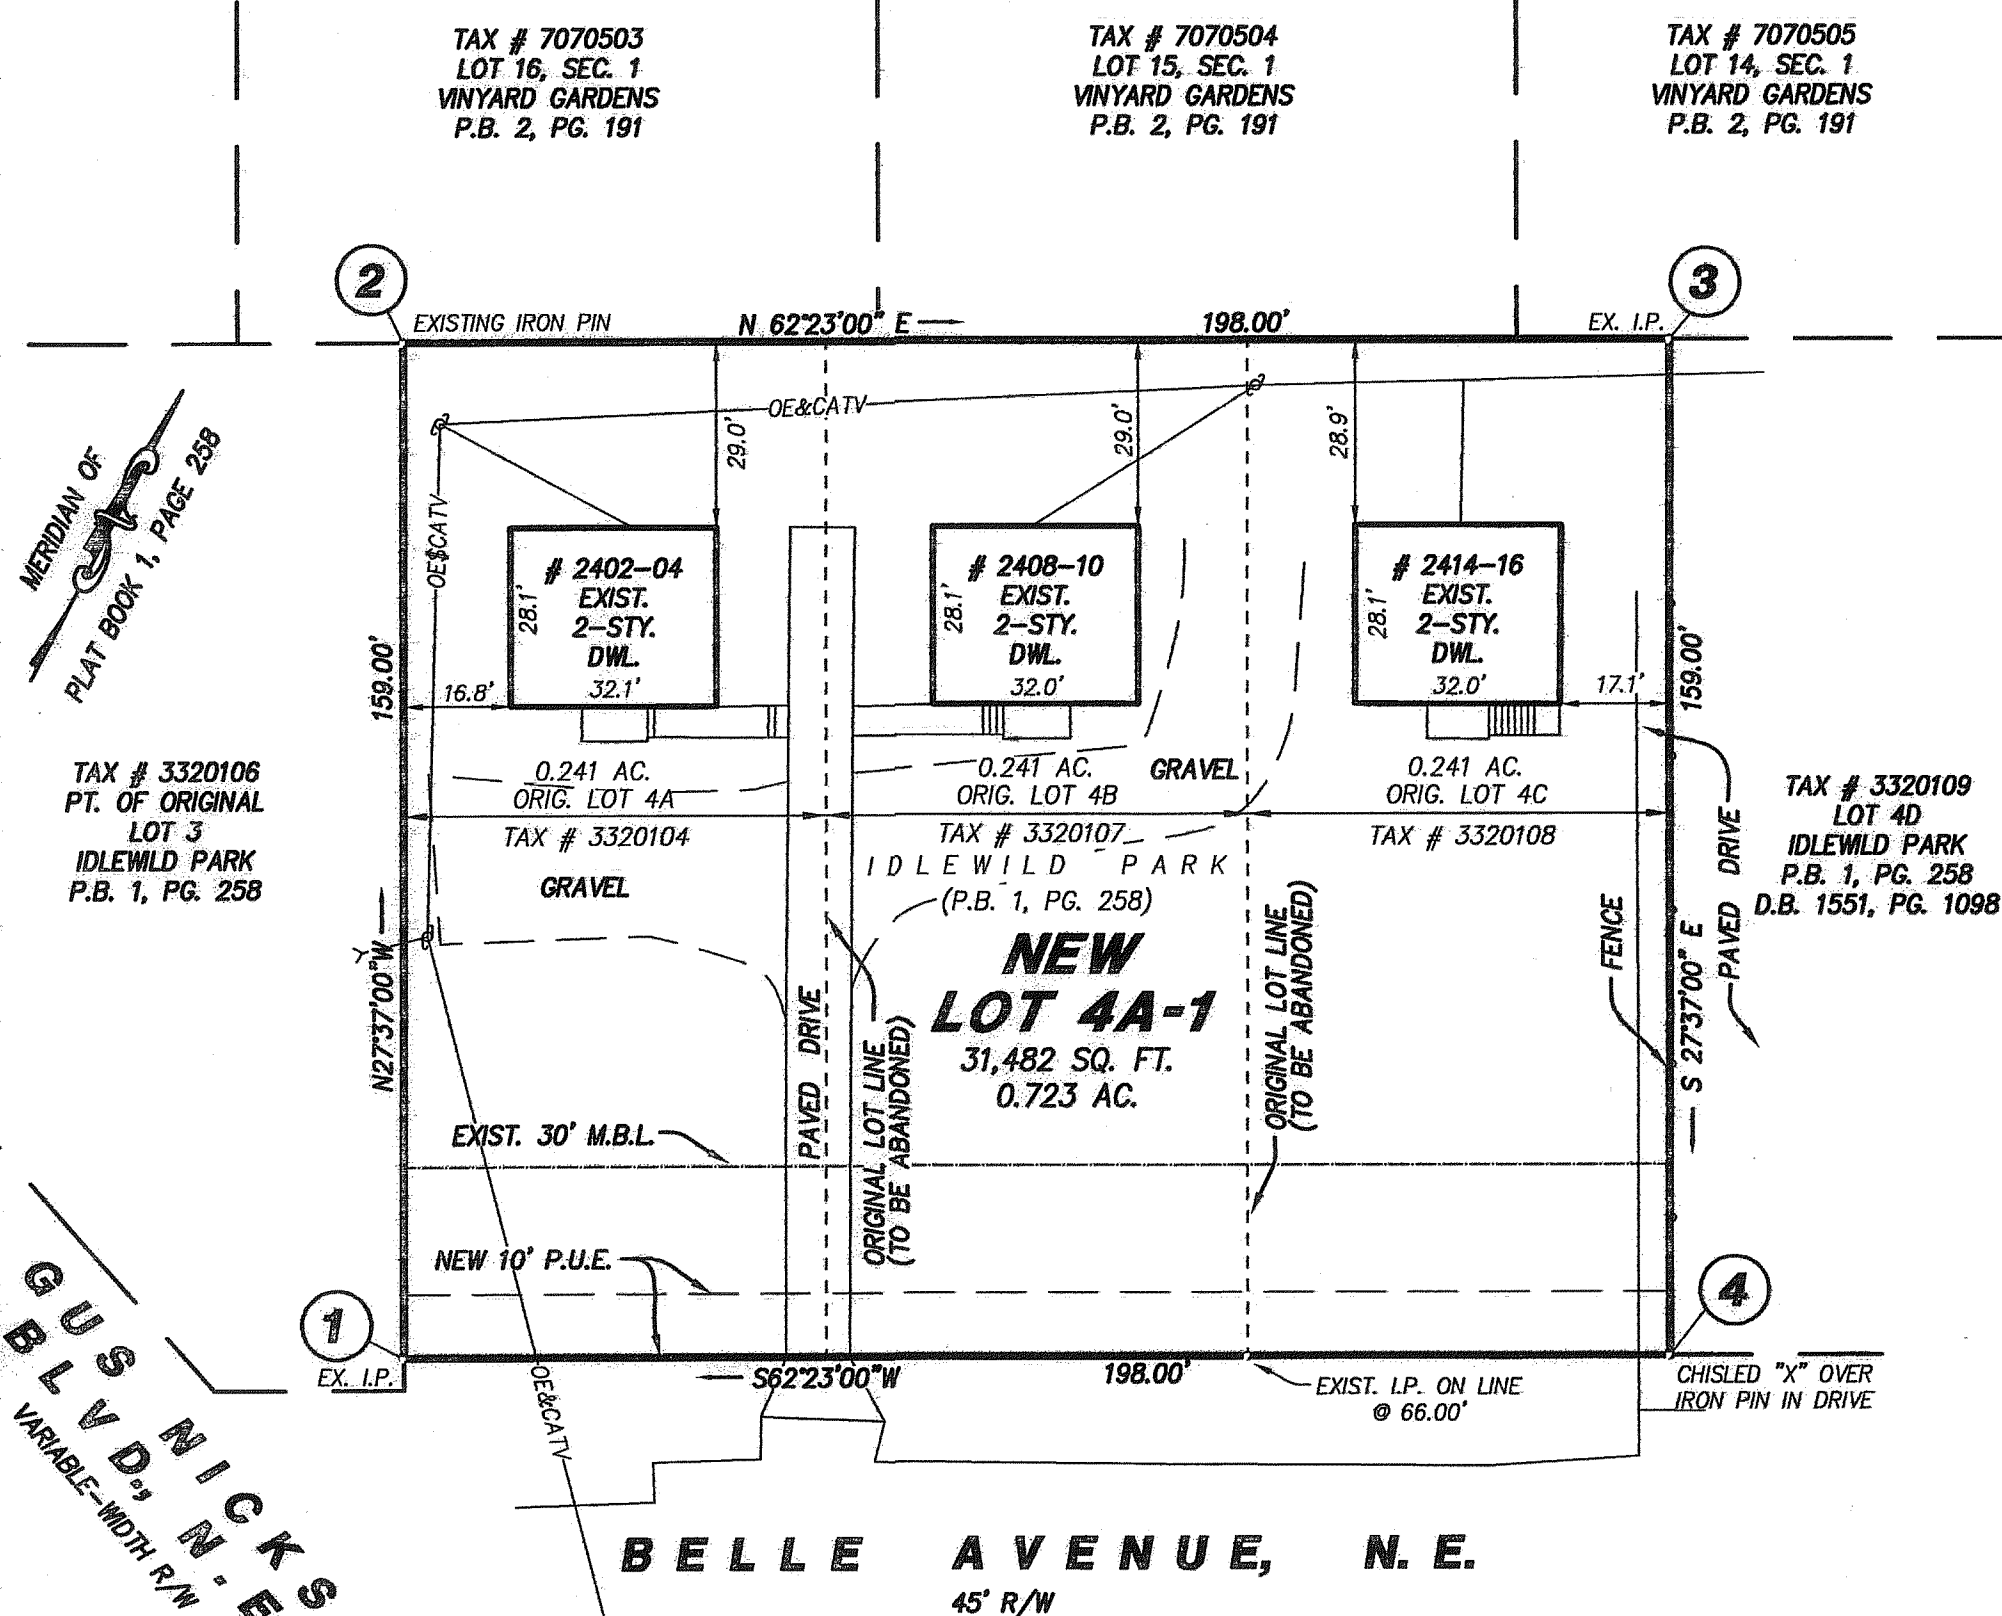 TAX # 7070503
LOT 16, SEC. 1
VINYARD GARDENS
P.B. 2, PG. 191
TAX # 7070504
LOT 15, SEC. 1
VINYARD GARDENS
P.B. 2, PG. 191
TAX # 7070505
LOT 14, SEC. 1
VINYARD GARDENS
P.B. 2, PG. 191
2
3
EXISTING IRON PIN
N 62°23'00" E
198.00'
EX. I.P.
MERIDIAN OF
PLAT BOOK 1, PAGE 258
OE&CATV
OE$CATV
29.0'
29.0'
28.9'
# 2402-04
EXIST.
2-STY.
DWL.
32.1'
28.1'
# 2408-10
EXIST.
2-STY.
DWL.
32.0'
28.1'
# 2414-16
EXIST.
2-STY.
DWL.
32.0'
28.1'
159.00'
16.8'
17.1'
159.00'
TAX # 3320106
PT. OF ORIGINAL
LOT 3
IDLEWILD PARK
P.B. 1, PG. 258
0.241 AC.
ORIG. LOT 4A
TAX # 3320104
GRAVEL
0.241 AC.
ORIG. LOT 4B
TAX # 3320107
GRAVEL
0.241 AC.
ORIG. LOT 4C
TAX # 3320108
IDLEWILD PARK
(P.B. 1, PG. 258)
TAX # 3320109
LOT 4D
IDLEWILD PARK
P.B. 1, PG. 258
D.B. 1551, PG. 1098
NEW
LOT 4A-1
31,482 SQ. FT.
0.723 AC.
N27°37'00"W
PAVED DRIVE
ORIGINAL LOT LINE
(TO BE ABANDONED)
ORIGINAL LOT LINE
(TO BE ABANDONED)
FENCE
S 27°37'00" E
PAVED DRIVE
EXIST. 30' M.B.L.
NEW 10' P.U.E.
1
4
EX. I.P.
S62°23'00"W
198.00'
EXIST. I.P. ON LINE
@ 66.00'
CHISLED "X" OVER
IRON PIN IN DRIVE
OE&CATV
GUS NICKS
BLVD., N.E
VARIABLE-WIDTH R/W
BELLE AVENUE, N.E.
45' R/W